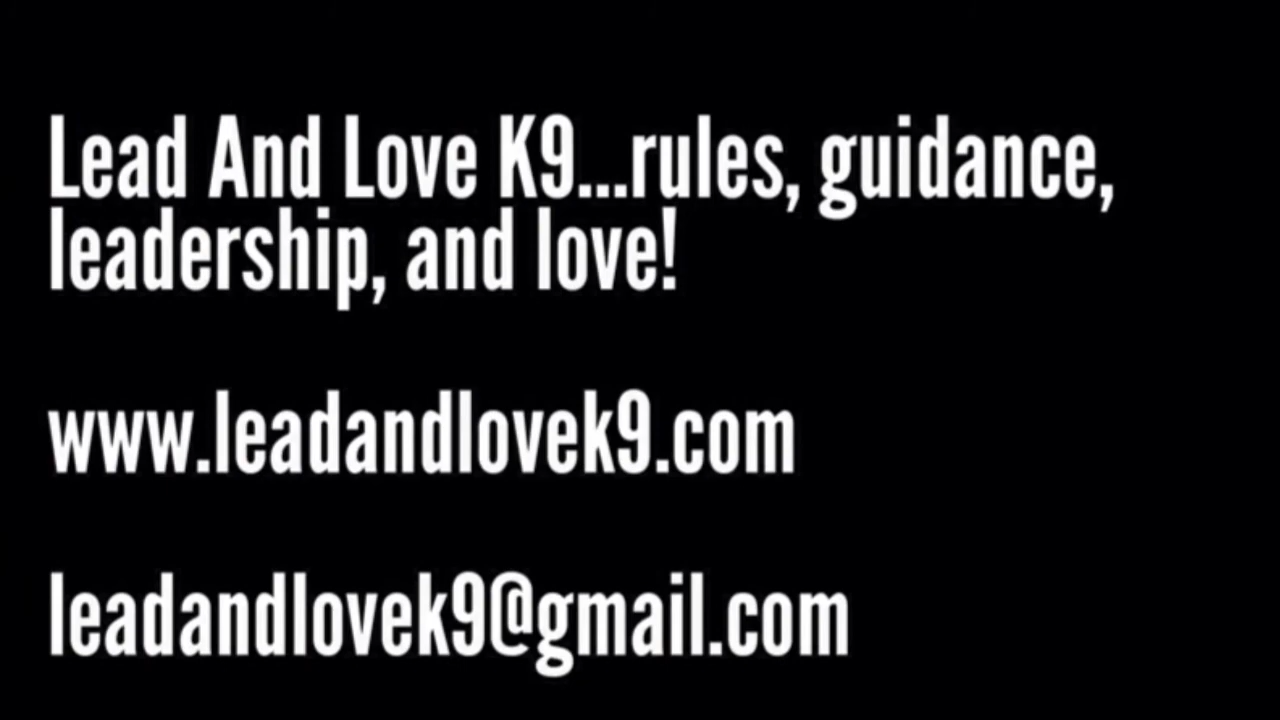 Lead And Love K9...rules, guidance,
leadership, and love!
www.leadandlovek9.com
leadandlovek9@gmail.com